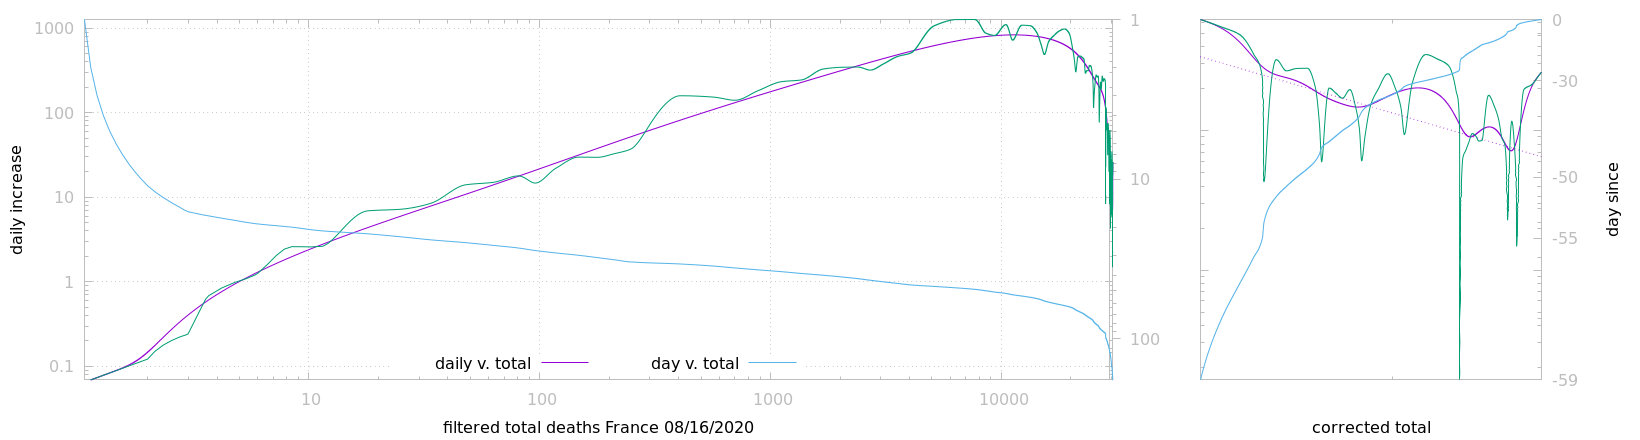 1000
100
10
1
0.1
daily increase
daily v. total
day v. total
10
100
1000
10000
filtered total deaths France 08/16/2020
1
10
100
0
-30
-50
-55
-59
day since
corrected total